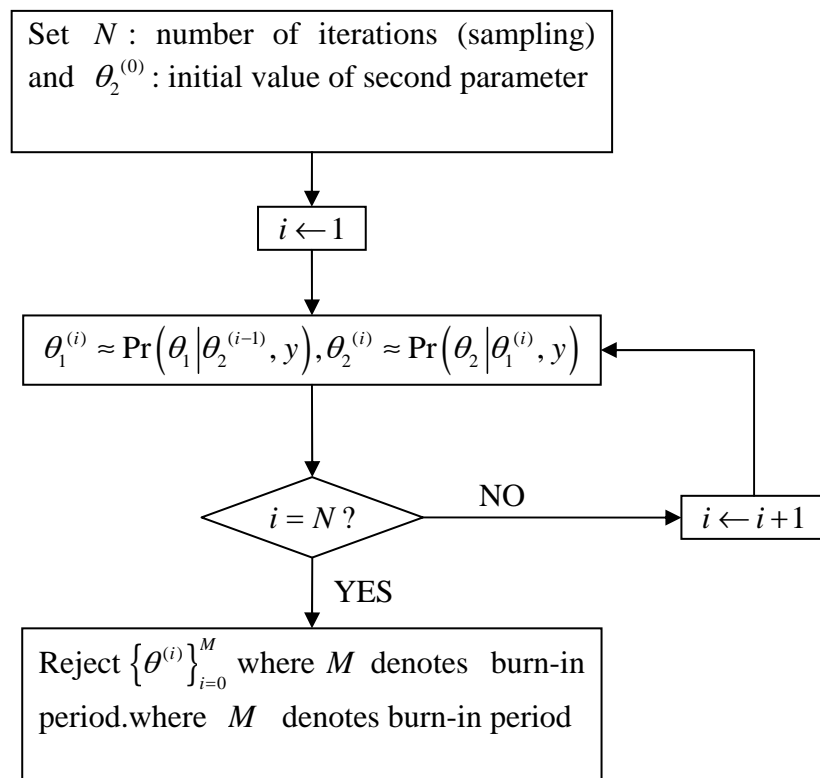 Set N : number of iterations (sampling)
and θ₂⁽⁰⁾ : initial value of second parameter
i ← 1
θ₁⁽ⁱ⁾ ≈ Pr(θ₁|θ₂⁽ⁱ⁻¹⁾, y), θ₂⁽ⁱ⁾ ≈ Pr(θ₂|θ₁⁽ⁱ⁾, y)
i = N ?
NO
i ← i+1
YES
Reject {θ⁽ⁱ⁾}ᵢ₌₀ᴹ where M denotes burn-in
period.where M denotes burn-in period